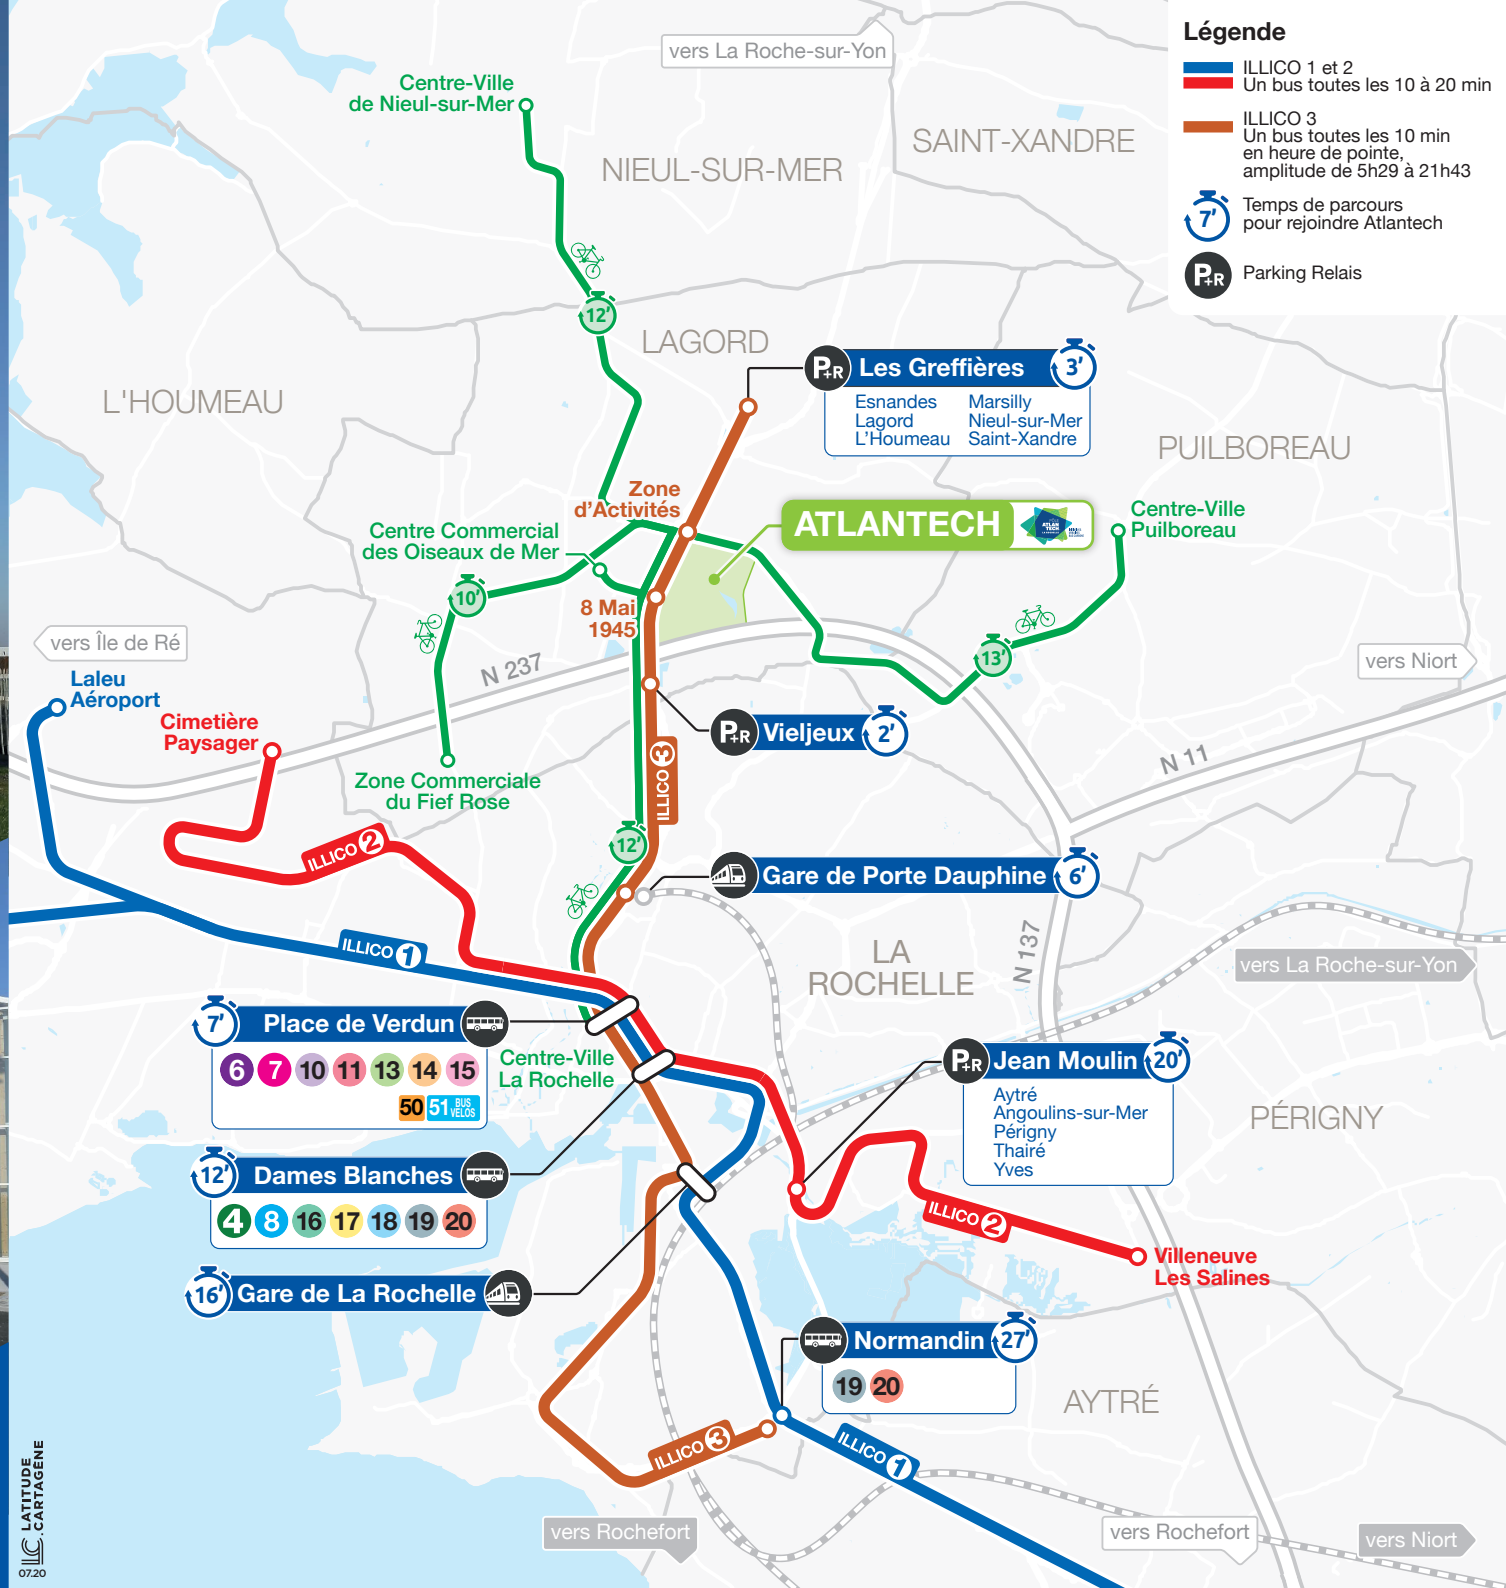 Légende
ILLICO 1 et 2
Un bus toutes les 10 à 20 min
ILLICO 3
Un bus toutes les 10 min
en heure de pointe,
amplitude de 5h29 à 21h43
7’
Temps de parcours
pour rejoindre Atlantech
P+R
Parking Relais
vers La Roche-sur-Yon
Centre-Ville
de Nieul-sur-Mer
SAINT-XANDRE
NIEUL-SUR-MER
12’
LAGORD
L'HOUMEAU
P+R
Les Greffières
3’
Esnandes
Marsilly
Lagord
Nieul-sur-Mer
L’Houmeau
Saint-Xandre
PUILBOREAU
Zone
d’Activités
ATLANTECH
ATLAN
TECH
Centre-Ville
Puilboreau
Centre Commercial
des Oiseaux de Mer
10’
8 Mai
1945
vers Île de Ré
N 237
13’
vers Niort
Laleu
Aéroport
Cimetière
Paysager
P+R
Vieljeux
2’
N 11
Zone Commerciale
du Fief Rose
ILLICO 3
ILLICO 2
12’
Gare de Porte Dauphine
6’
ILLICO 1
LA
ROCHELLE
N 137
vers La Roche-sur-Yon
7’
Place de Verdun
6 7 10 11 13 14 15
50 51 BUS
VÉLOS
Centre-Ville
La Rochelle
P+R
Jean Moulin
20’
Aytré
Angoulins-sur-Mer
Périgny
Thairé
Yves
PÉRIGNY
12’
Dames Blanches
4 8 16 17 18 19 20
ILLICO 2
Villeneuve
Les Salines
16’
Gare de La Rochelle
Normandin
27’
19 20
AYTRÉ
ILLICO 3
ILLICO 1
vers Rochefort
vers Rochefort
vers Niort
LC LATITUDE
CARTAGÈNE
07.20